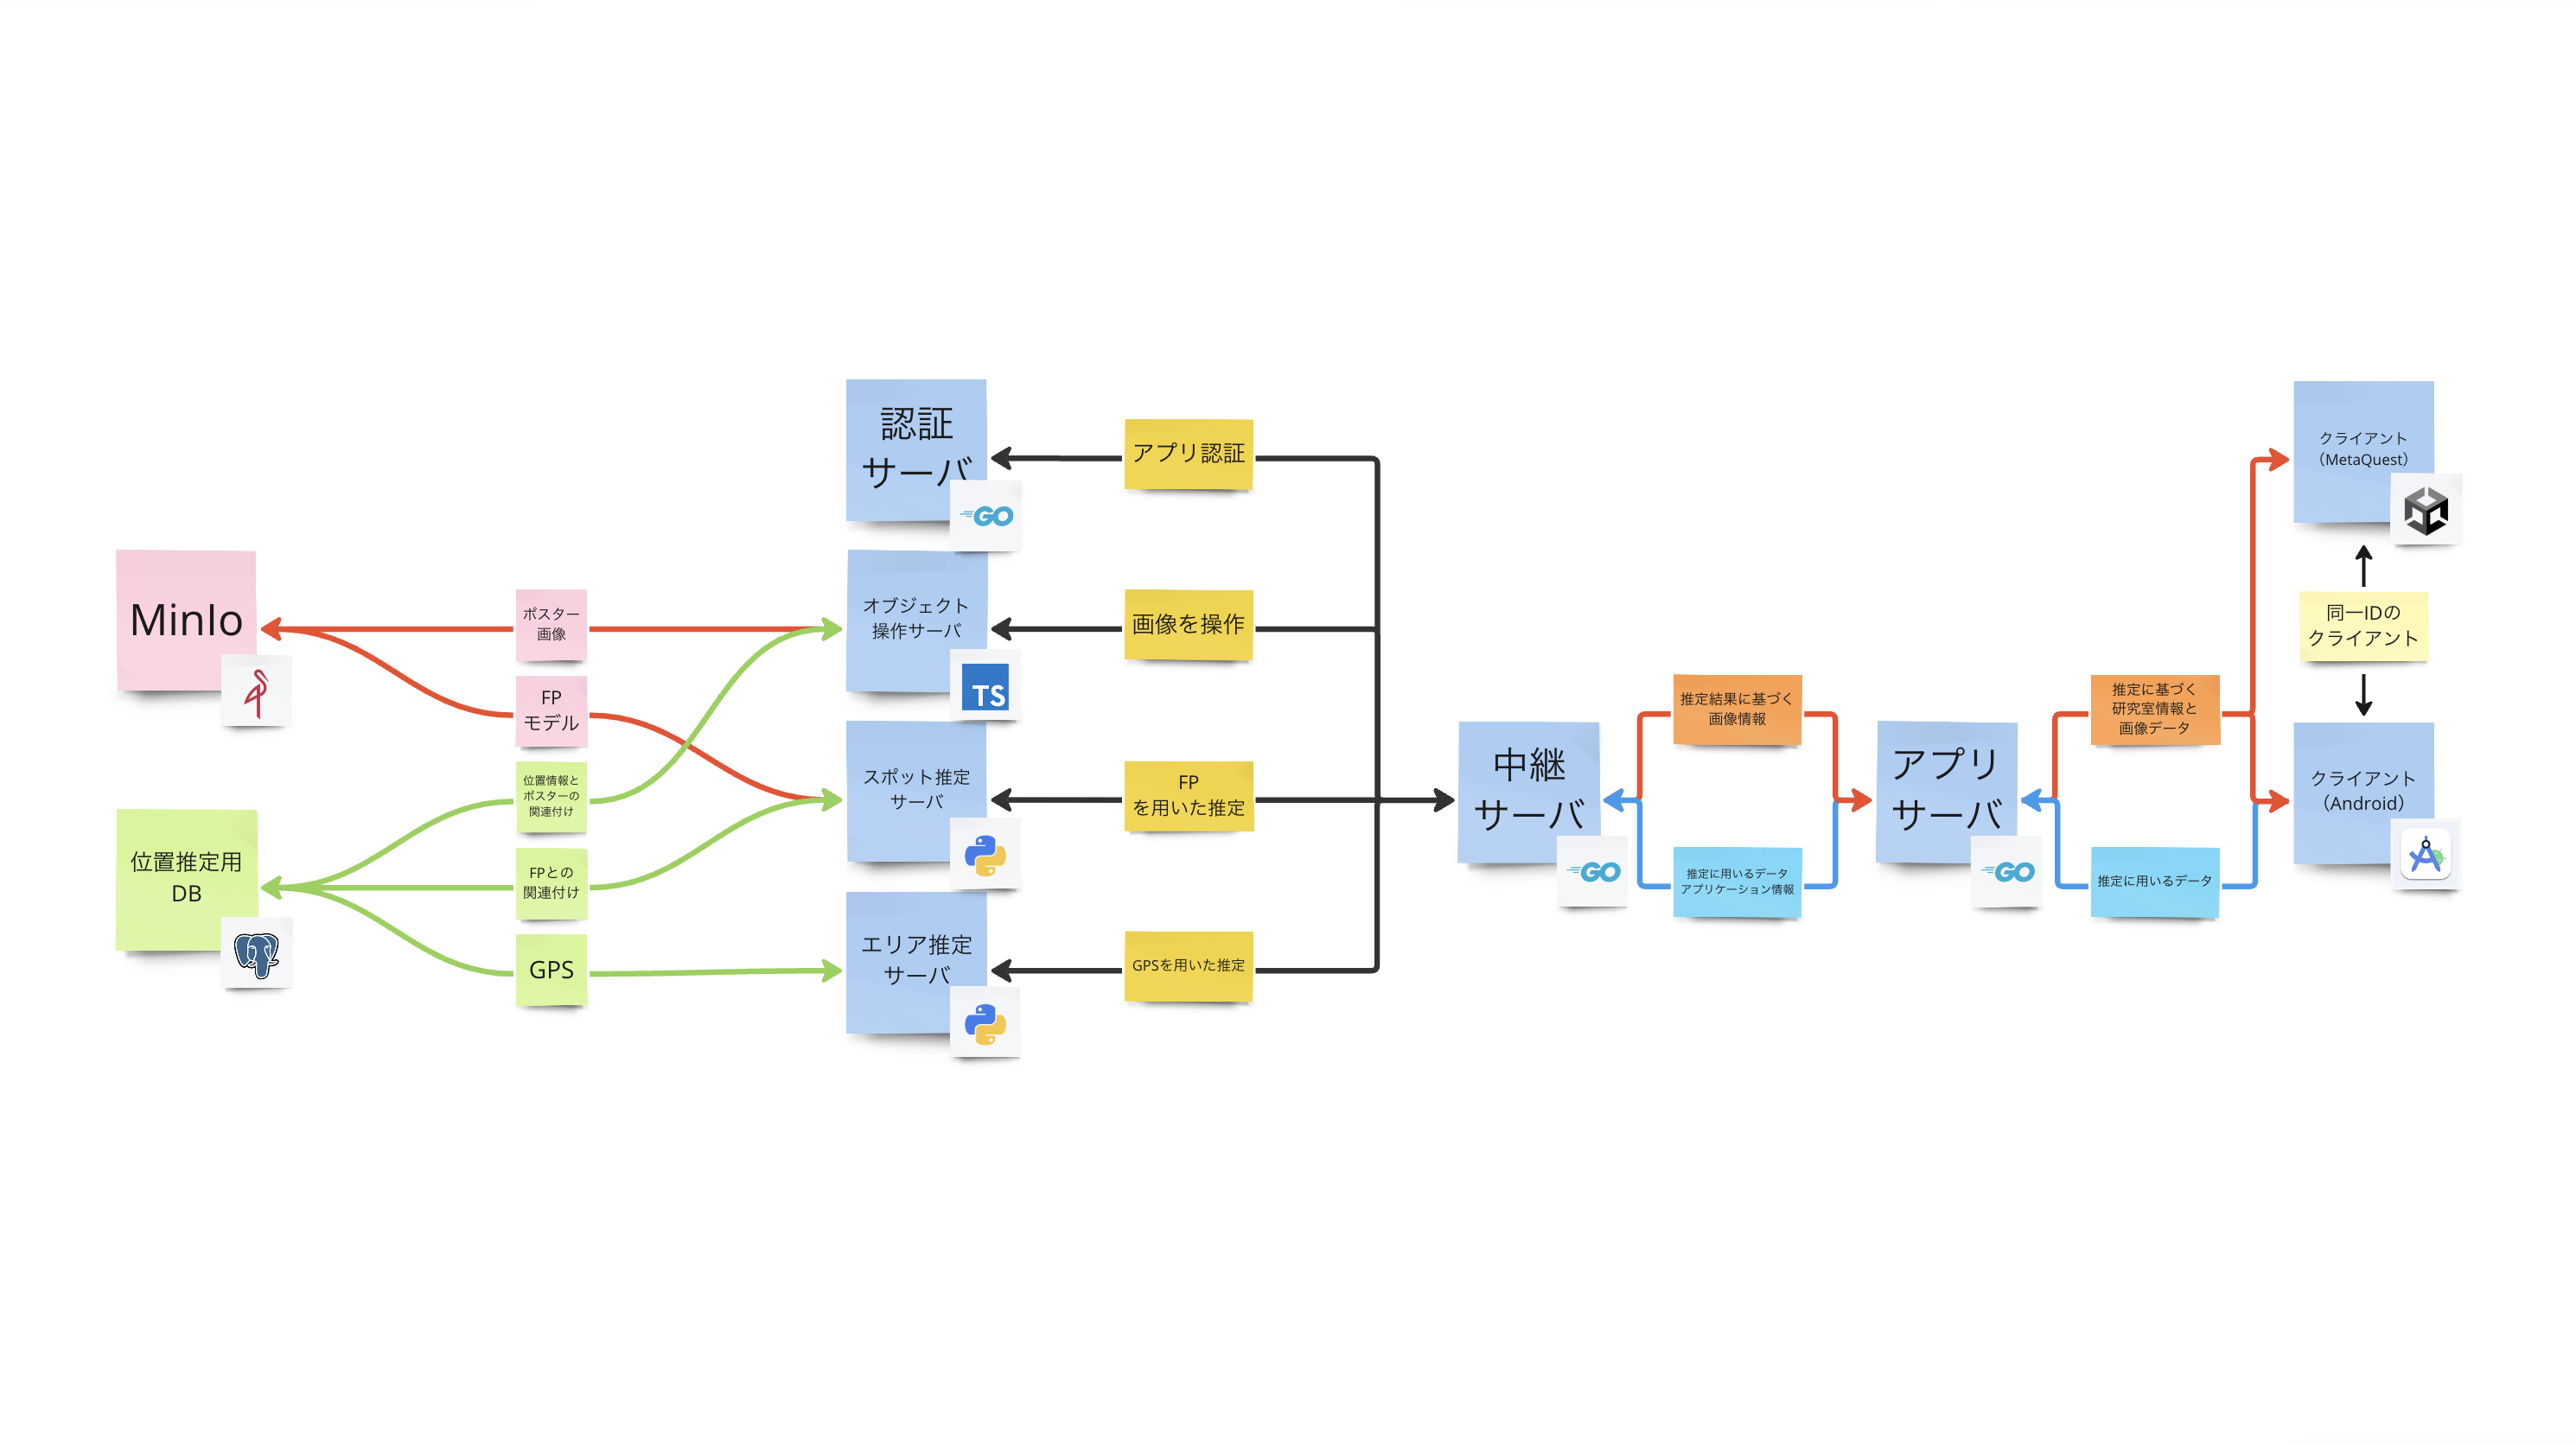 MinIo
位置推定用
DB
ポスター
画像
FP
モデル
位置情報と
ポスターの
関連付け
FPとの
関連付け
GPS
認証
サーバ
GO
オブジェクト
操作サーバ
TS
スポット推定
サーバ
エリア推定
サーバ
アプリ認証
画像を操作
FP
を用いた推定
GPSを用いた推定
中継
サーバ
GO
推定結果に基づく
画像情報
推定に用いるデータ
アプリケーション情報
アプリ
サーバ
GO
推定に基づく
研究室情報と
画像データ
推定に用いるデータ
クライアント
（MetaQuest）
同一IDの
クライアント
クライアント
（Android）